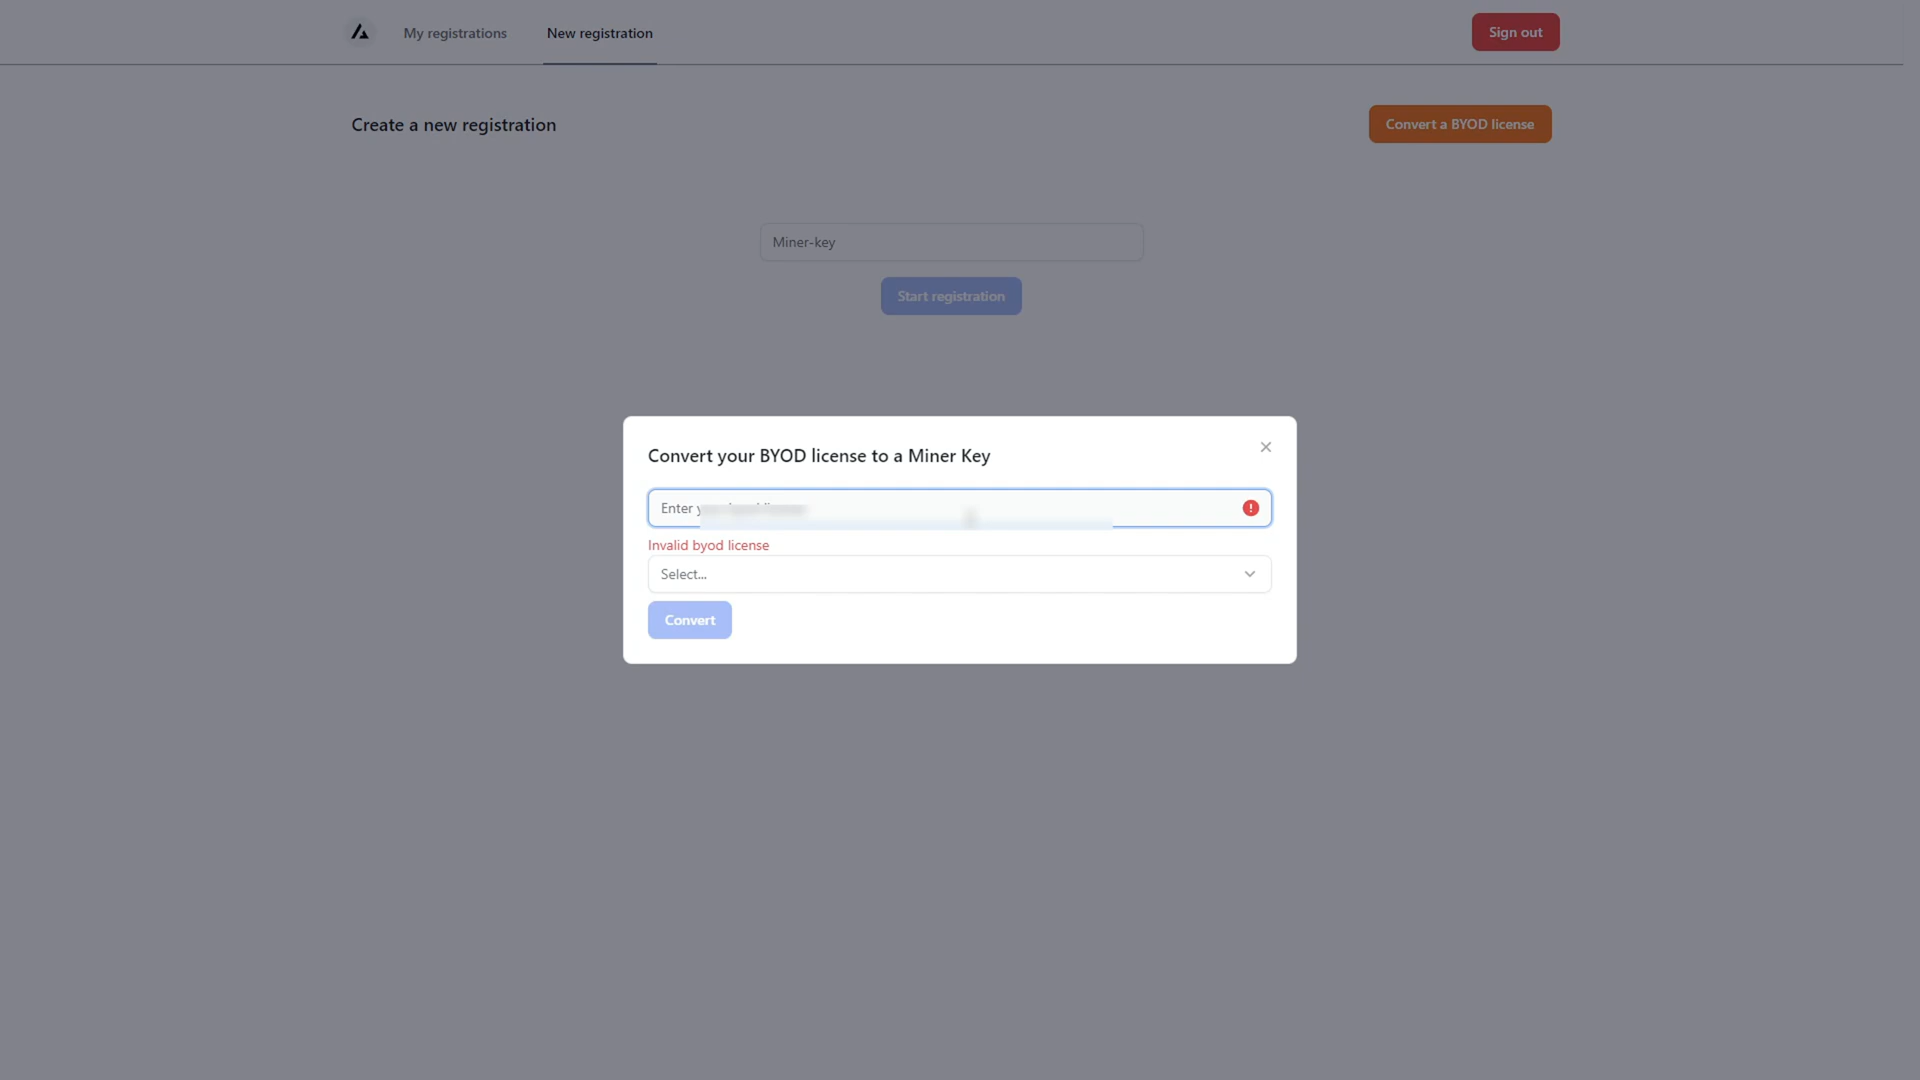 My registrations
New registration
Sign out
Create a new registration
Convert a BYOD license
Miner-key
Start registration
Convert your BYOD license to a Miner Key
Enter
Invalid byod license
Select...
Convert